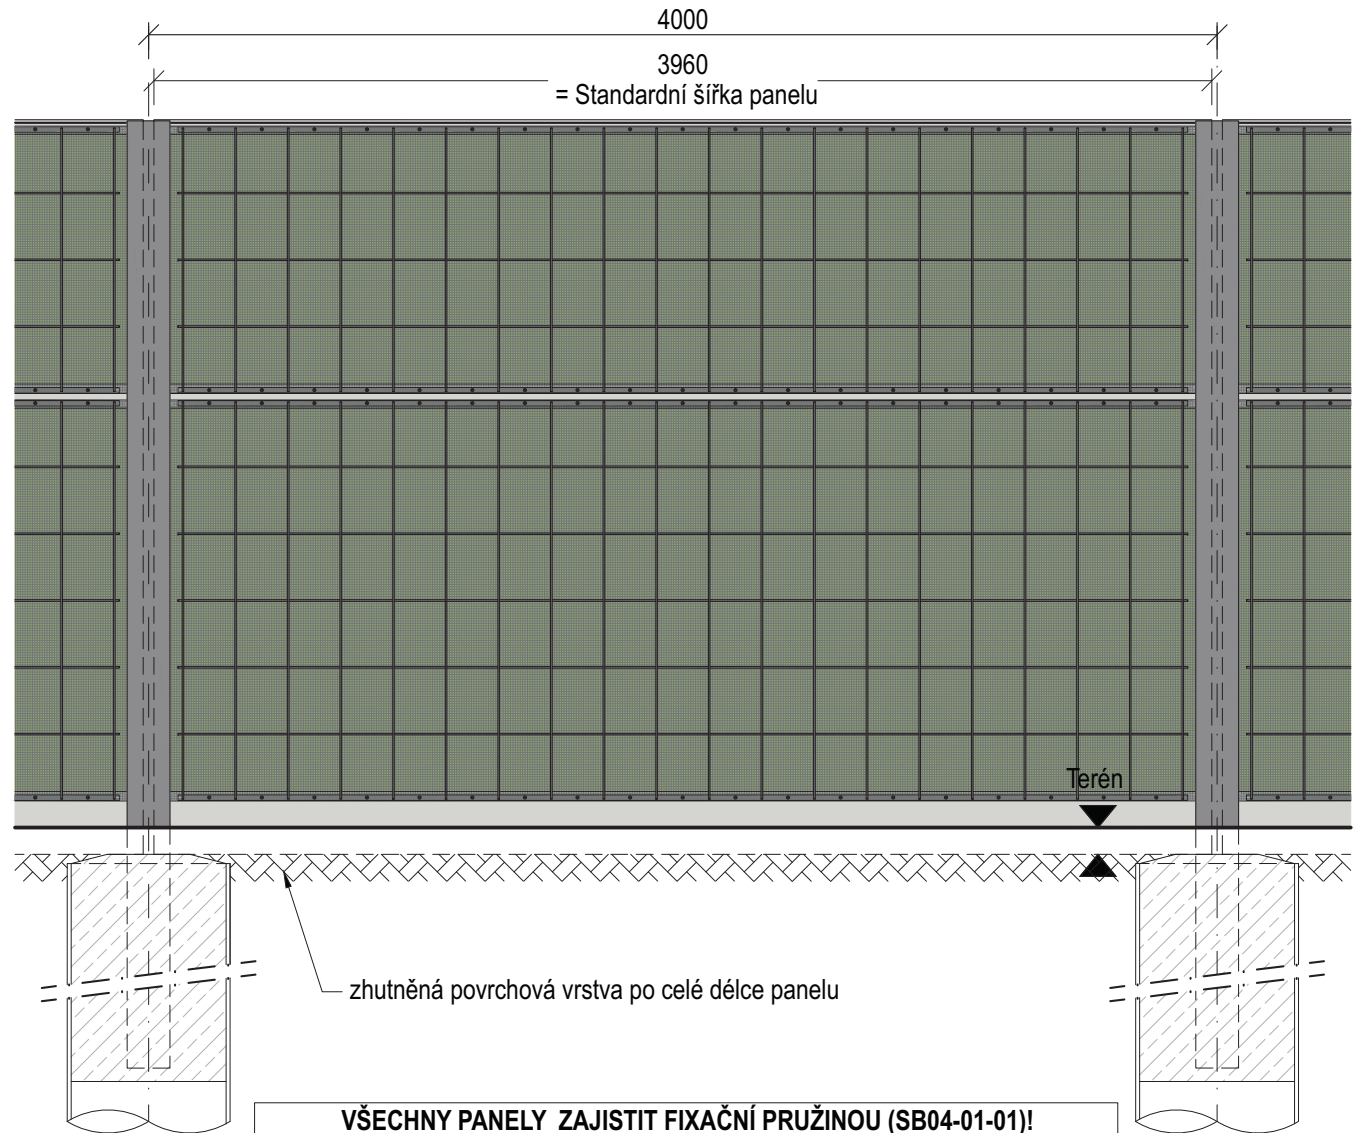 4000
3960
= Standardní šířka panelu
Terén
zhutněná povrchová vrstva po celé délce panelu
VŠECHNY PANELY ZAJISTIT FIXAČNÍ PRUŽINOU (SB04-01-01)!